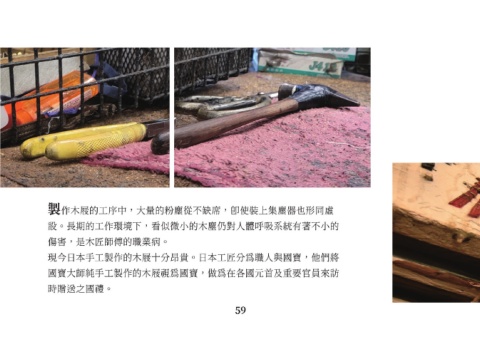 J4
製作木屐的工序中，大量的粉塵從不缺席，即使裝上集塵器也形同虛
設。長期的工作環境下，看似微小的木塵仍對人體呼吸系統有著不小的
傷害，是木匠師傅的職業病。
現今日本手工製作的木屐十分昂貴。日本工匠分為職人與國寶，他們將
國寶大師純手工製作的木屐視為國寶，做為在各國元首及重要官員來訪
時贈送之國禮。
59